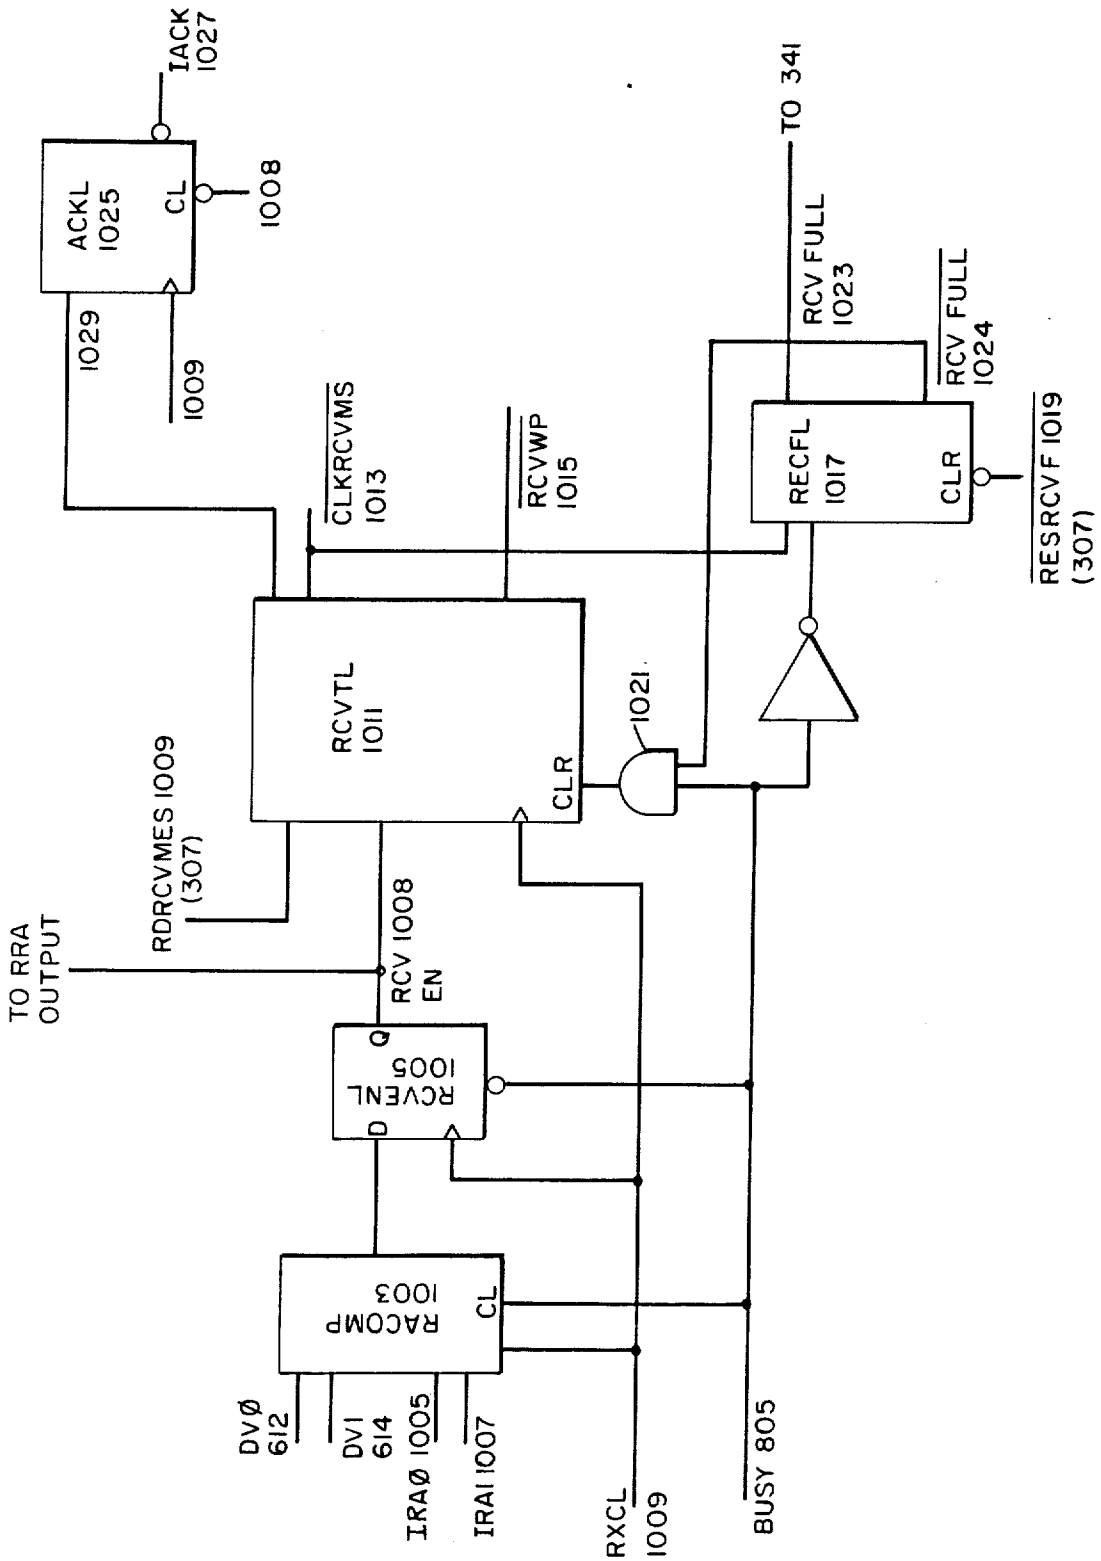 TO RRA
OUTPUT
RDRCVMES 1009
(307)
DVØ
612
DV1
614
IRAØ 1005
IRA1 1007
RXCL
1009
BUSY 805
RACOMP
1003
CL
D
Q
RCVENL
1005
RCV 1008
EN
RCVTL
1011
CLR
1021
1029
ACKL
1025
CL
1009
1008
IACK
1027
CLKRCVMS
1013
RCVWP
1015
RECFL
1017
CLR
RCV FULL
1023
TO 341
RCV FULL
1024
RESRCVF 1019
(307)